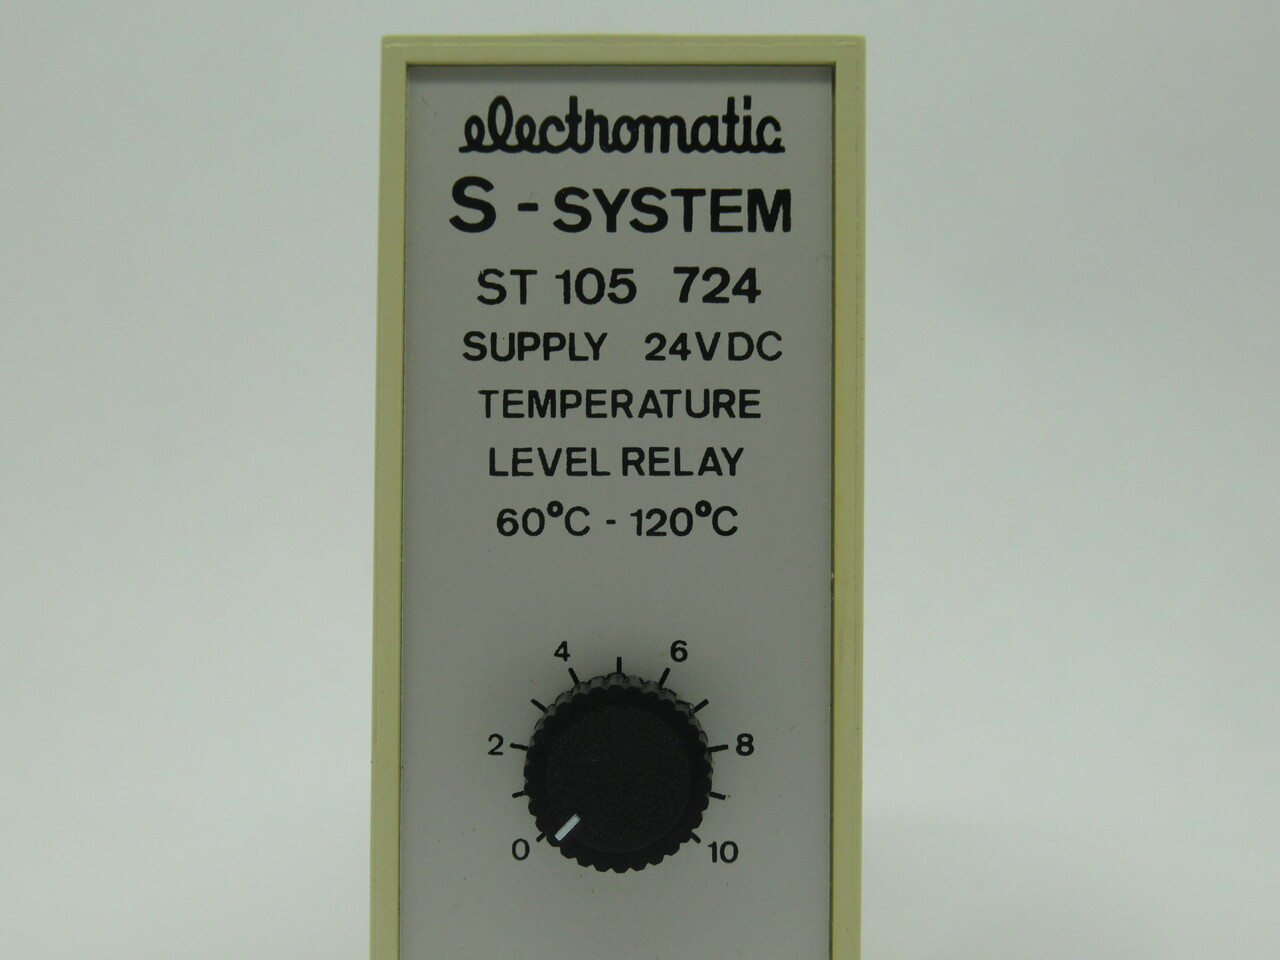 electromatic
S - SYSTEM
ST 105 724
SUPPLY 24VDC
TEMPERATURE
LEVEL RELAY
60°C - 120°C
4 6
2 8
0 10